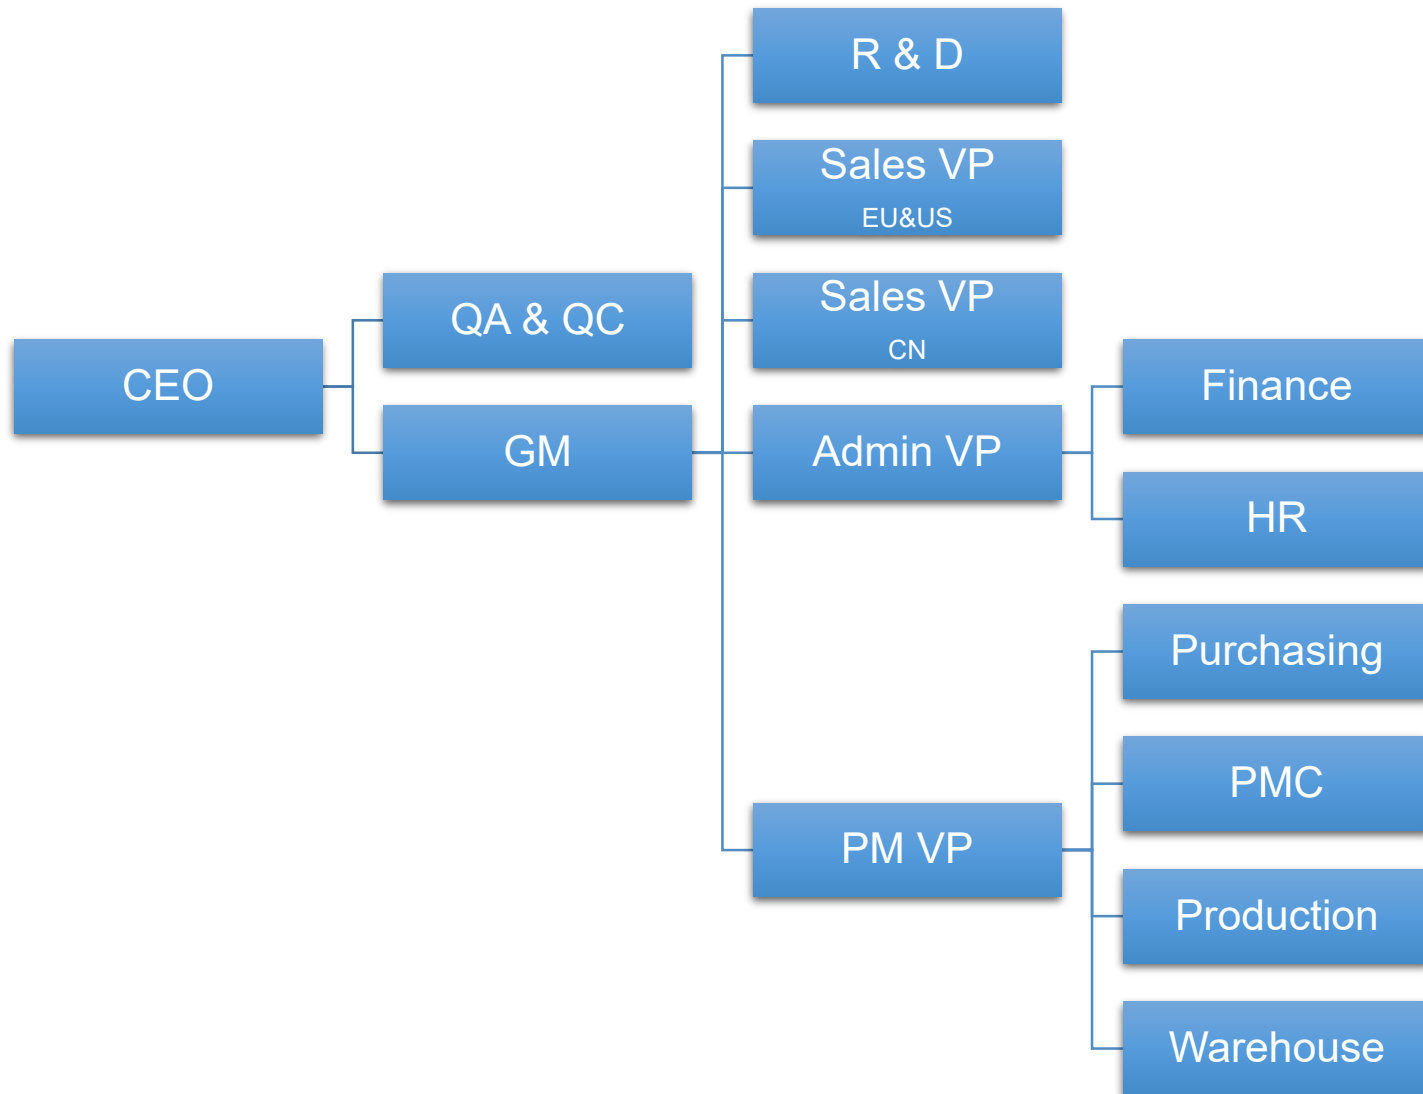 R & D
Sales VP
EU&US
Sales VP
CN
QA & QC
CEO
GM
Admin VP
Finance
HR
Purchasing
PMC
PM VP
Production
Warehouse